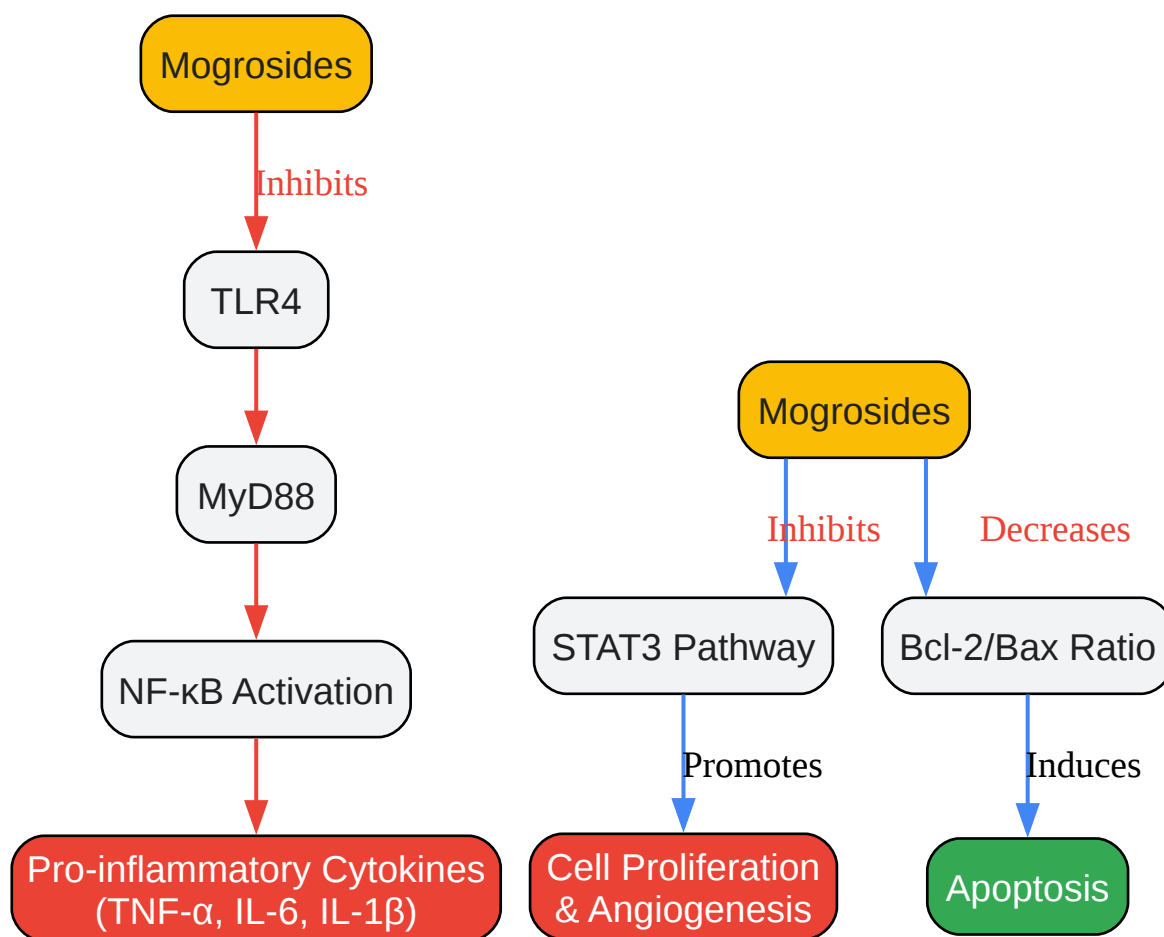 Mogrosides
Inhibits
TLR4
MyD88
NF-κB Activation
Pro-inflammatory Cytokines
(TNF-α, IL-6, IL-1β)
Mogrosides
Inhibits
Decreases
STAT3 Pathway
Bcl-2/Bax Ratio
Promotes
Induces
Cell Proliferation
& Angiogenesis
Apoptosis